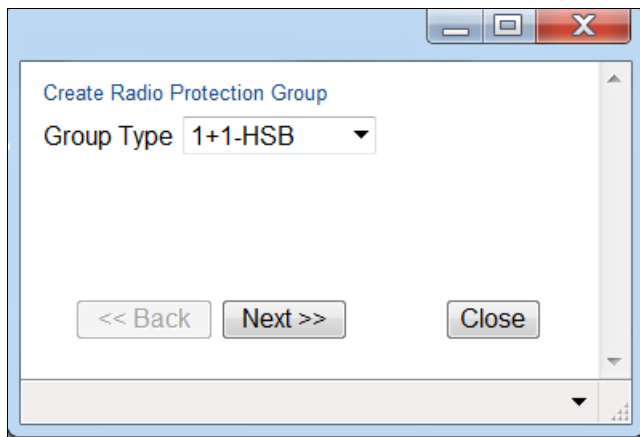 Create Radio Protection Group
Group Type 1+1-HSB
<< Back Next >> Close